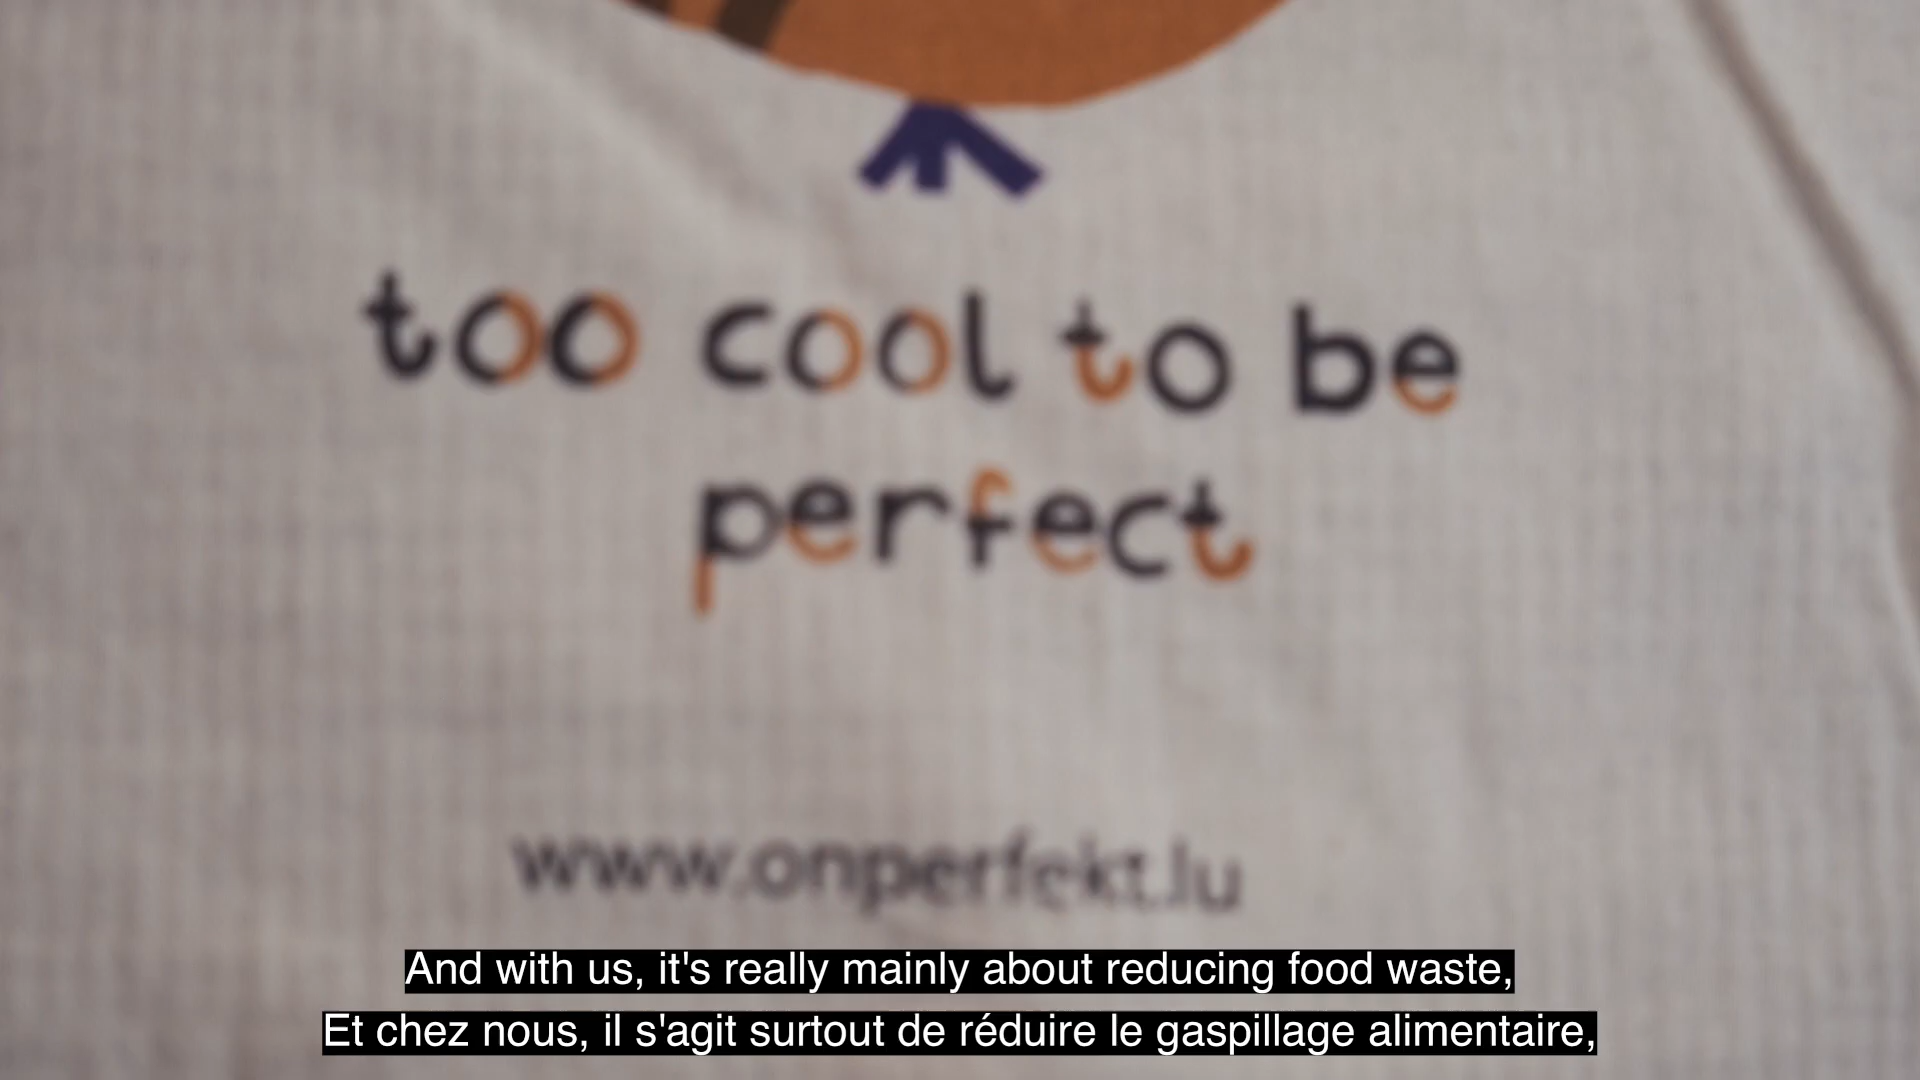 too cool to be
perfect
www.onperfekt.lu
And with us, it's really mainly about reducing food waste,
Et chez nous, il s'agit surtout de réduire le gaspillage alimentaire,